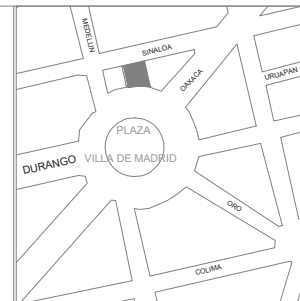 MEDELLIN
SINALOA
OAXACA
URUAPAN
PLAZA
VILLA DE MADRID
DURANGO
ORO
COLIMA